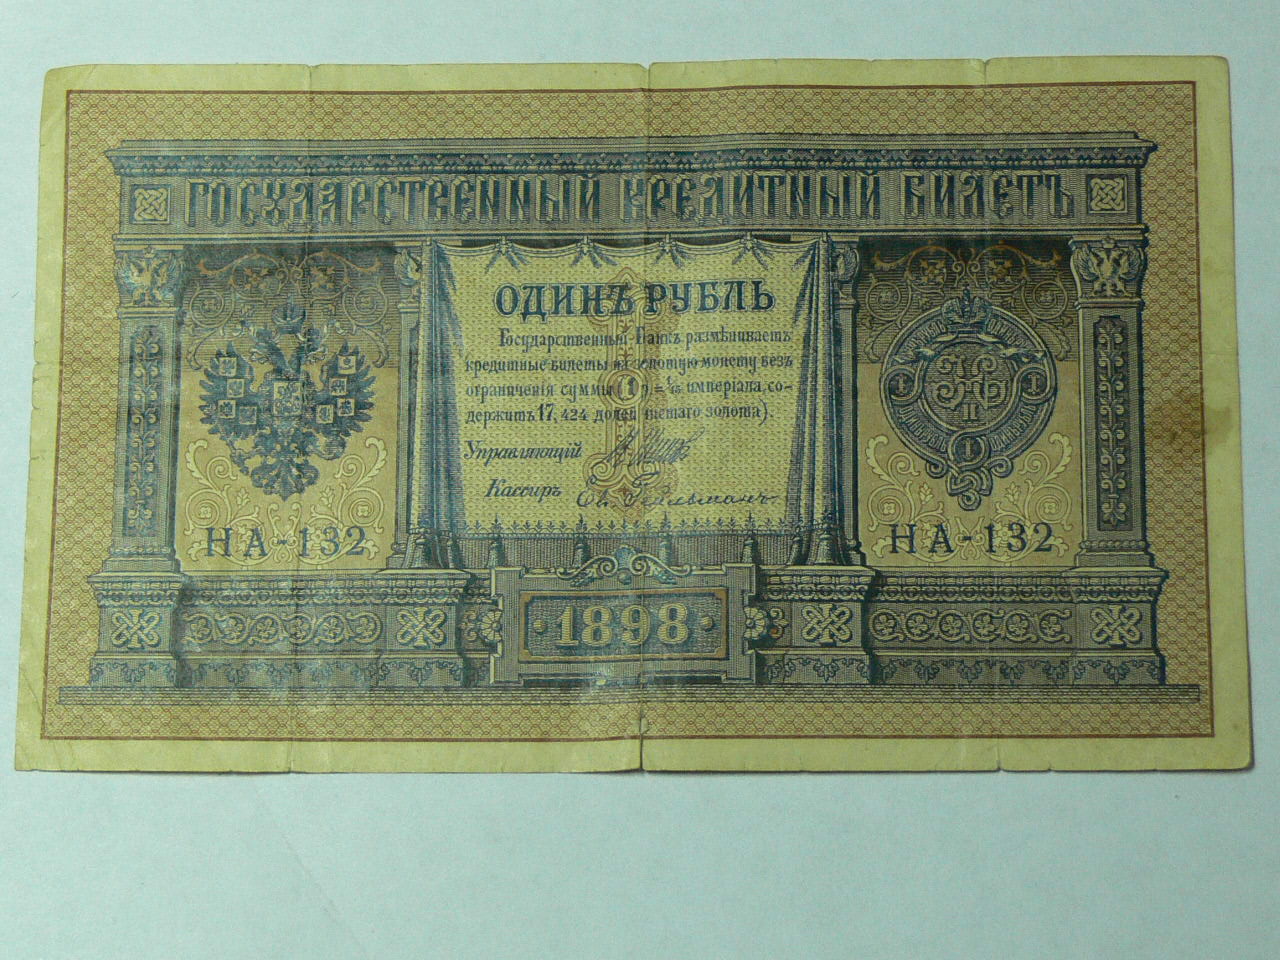 ГОСУДАРСТВЕННЫЙ КРЕДИТНЫЙ БИЛЕТЪ
ОДИНЪ РУБЛЬ
Государственный Банкъ размѣниваетъ
кредитные билеты на золотую монету безъ
ограниченія суммы (1 р. = 1/15 имперіала, со-
держитъ 17,424 долей чистаго золота).
Управляющій
Кассиръ
НА-132
НА-132
1898